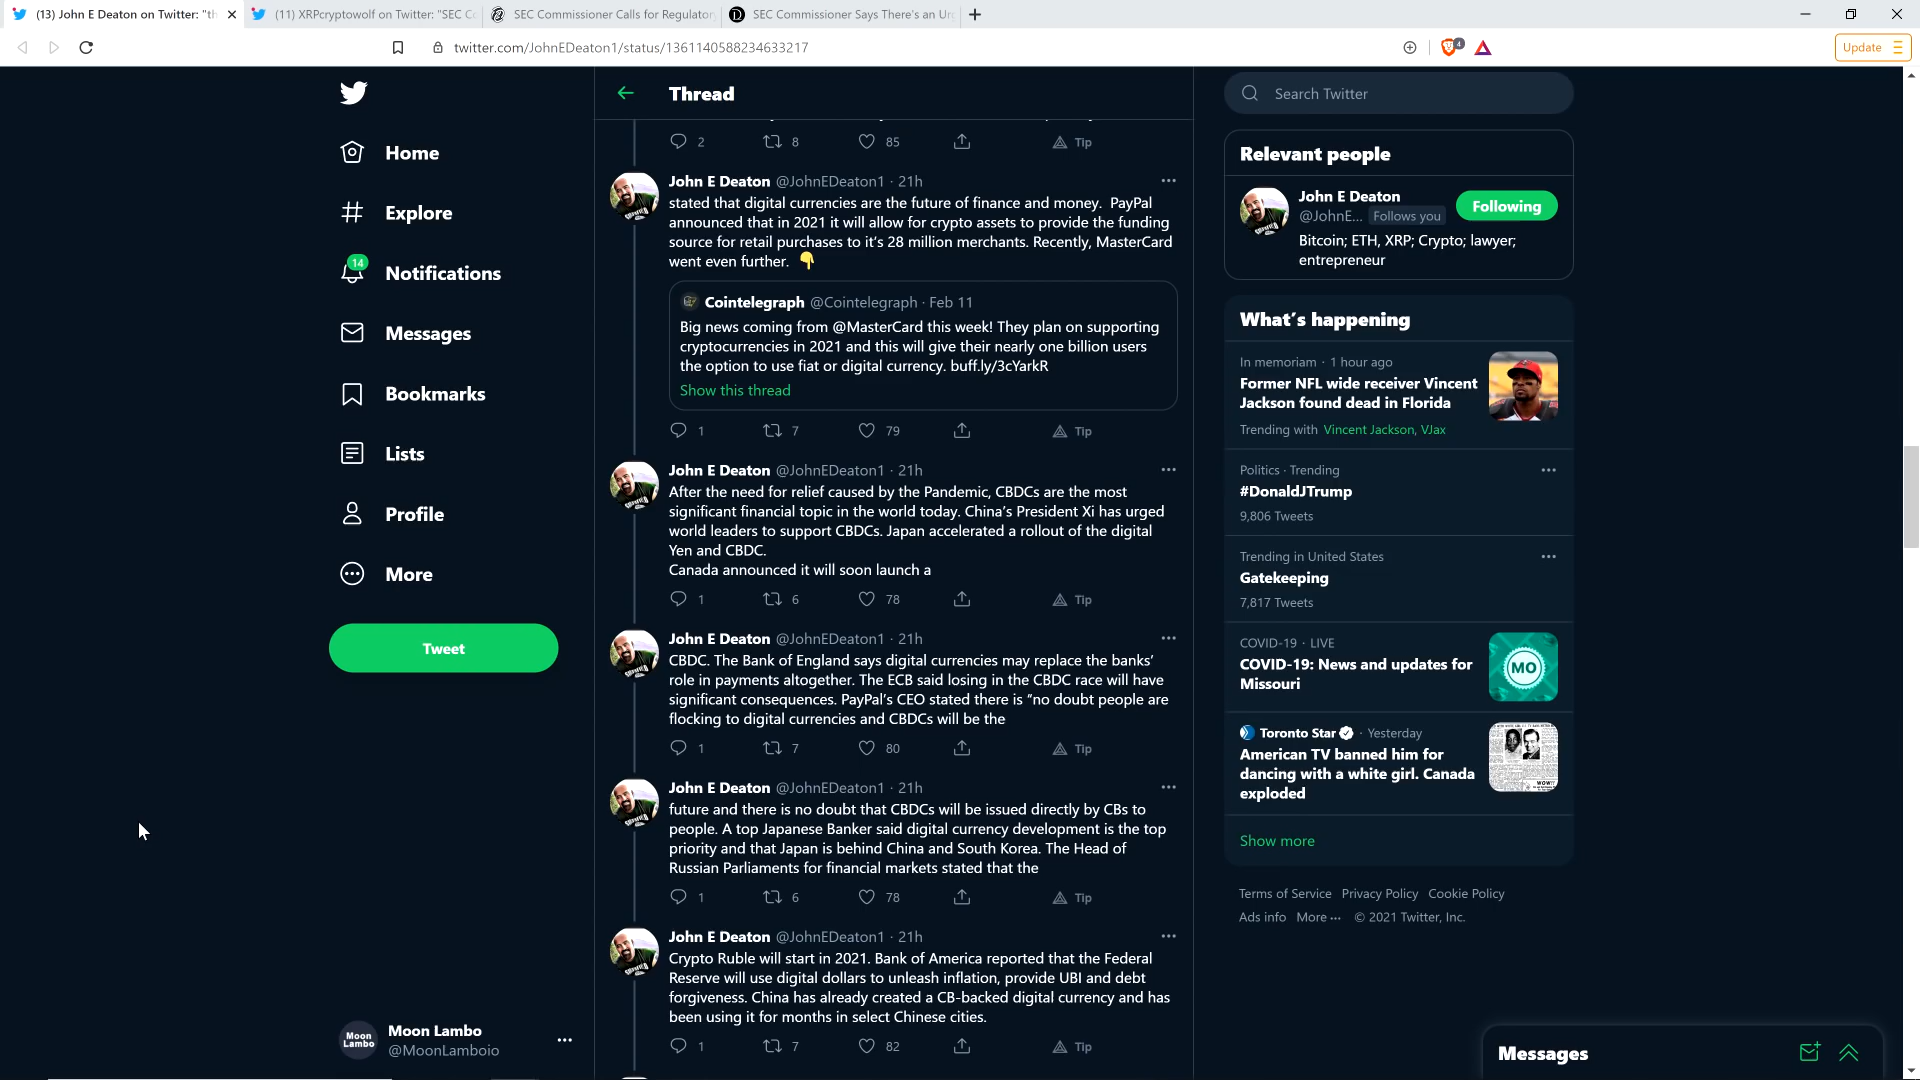 (13) John E Deaton on Twitter: "th
(11) XRPcryptowolf on Twitter: "SEC Co
SEC Commissioner Calls for Regulatory
SEC Commissioner Says There's an Ur
twitter.com/JohnEDeaton1/status/1361140588234633217
4
Update
Home
Explore
14
Notifications
Messages
Bookmarks
Lists
Profile
More
Tweet
Moon Lambo
Moon Lambo
@MoonLamboio
Thread
2 8 85 Tip
John E Deaton @JohnEDeaton1 · 21h
stated that digital currencies are the future of finance and money. PayPal
announced that in 2021 it will allow for crypto assets to provide the funding
source for retail purchases to it's 28 million merchants. Recently, MasterCard
went even further. 👇
Cointelegraph @Cointelegraph · Feb 11
Big news coming from @MasterCard this week! They plan on supporting
cryptocurrencies in 2021 and this will give their nearly one billion users
the option to use fiat or digital currency. buff.ly/3cYarkR
Show this thread
1 7 79 Tip
John E Deaton @JohnEDeaton1 · 21h
After the need for relief caused by the Pandemic, CBDCs are the most
significant financial topic in the world today. China's President Xi has urged
world leaders to support CBDCs. Japan accelerated a rollout of the digital
Yen and CBDC.
Canada announced it will soon launch a
1 6 78 Tip
John E Deaton @JohnEDeaton1 · 21h
CBDC. The Bank of England says digital currencies may replace the banks'
role in payments altogether. The ECB said losing in the CBDC race will have
significant consequences. PayPal's CEO stated there is "no doubt people are
flocking to digital currencies and CBDCs will be the
1 7 80 Tip
John E Deaton @JohnEDeaton1 · 21h
future and there is no doubt that CBDCs will be issued directly by CBs to
people. A top Japanese Banker said digital currency development is the top
priority and that Japan is behind China and South Korea. The Head of
Russian Parliaments for financial markets stated that the
1 6 78 Tip
John E Deaton @JohnEDeaton1 · 21h
Crypto Ruble will start in 2021. Bank of America reported that the Federal
Reserve will use digital dollars to unleash inflation, provide UBI and debt
forgiveness. China has already created a CB-backed digital currency and has
been using it for months in select Chinese cities.
1 7 82 Tip
Search Twitter
Relevant people
John E Deaton
@JohnE... Follows you
Following
Bitcoin; ETH, XRP; Crypto; lawyer;
entrepreneur
What's happening
In memoriam · 1 hour ago
Former NFL wide receiver Vincent
Jackson found dead in Florida
Trending with Vincent Jackson, VJax
Politics · Trending
#DonaldJTrump
9,806 Tweets
Trending in United States
Gatekeeping
7,817 Tweets
COVID-19 · LIVE
COVID-19: News and updates for
Missouri
MO
Toronto Star · Yesterday
American TV banned him for
dancing with a white girl. Canada
exploded
Show more
Terms of Service Privacy Policy Cookie Policy
Ads info More ··· © 2021 Twitter, Inc.
Messages